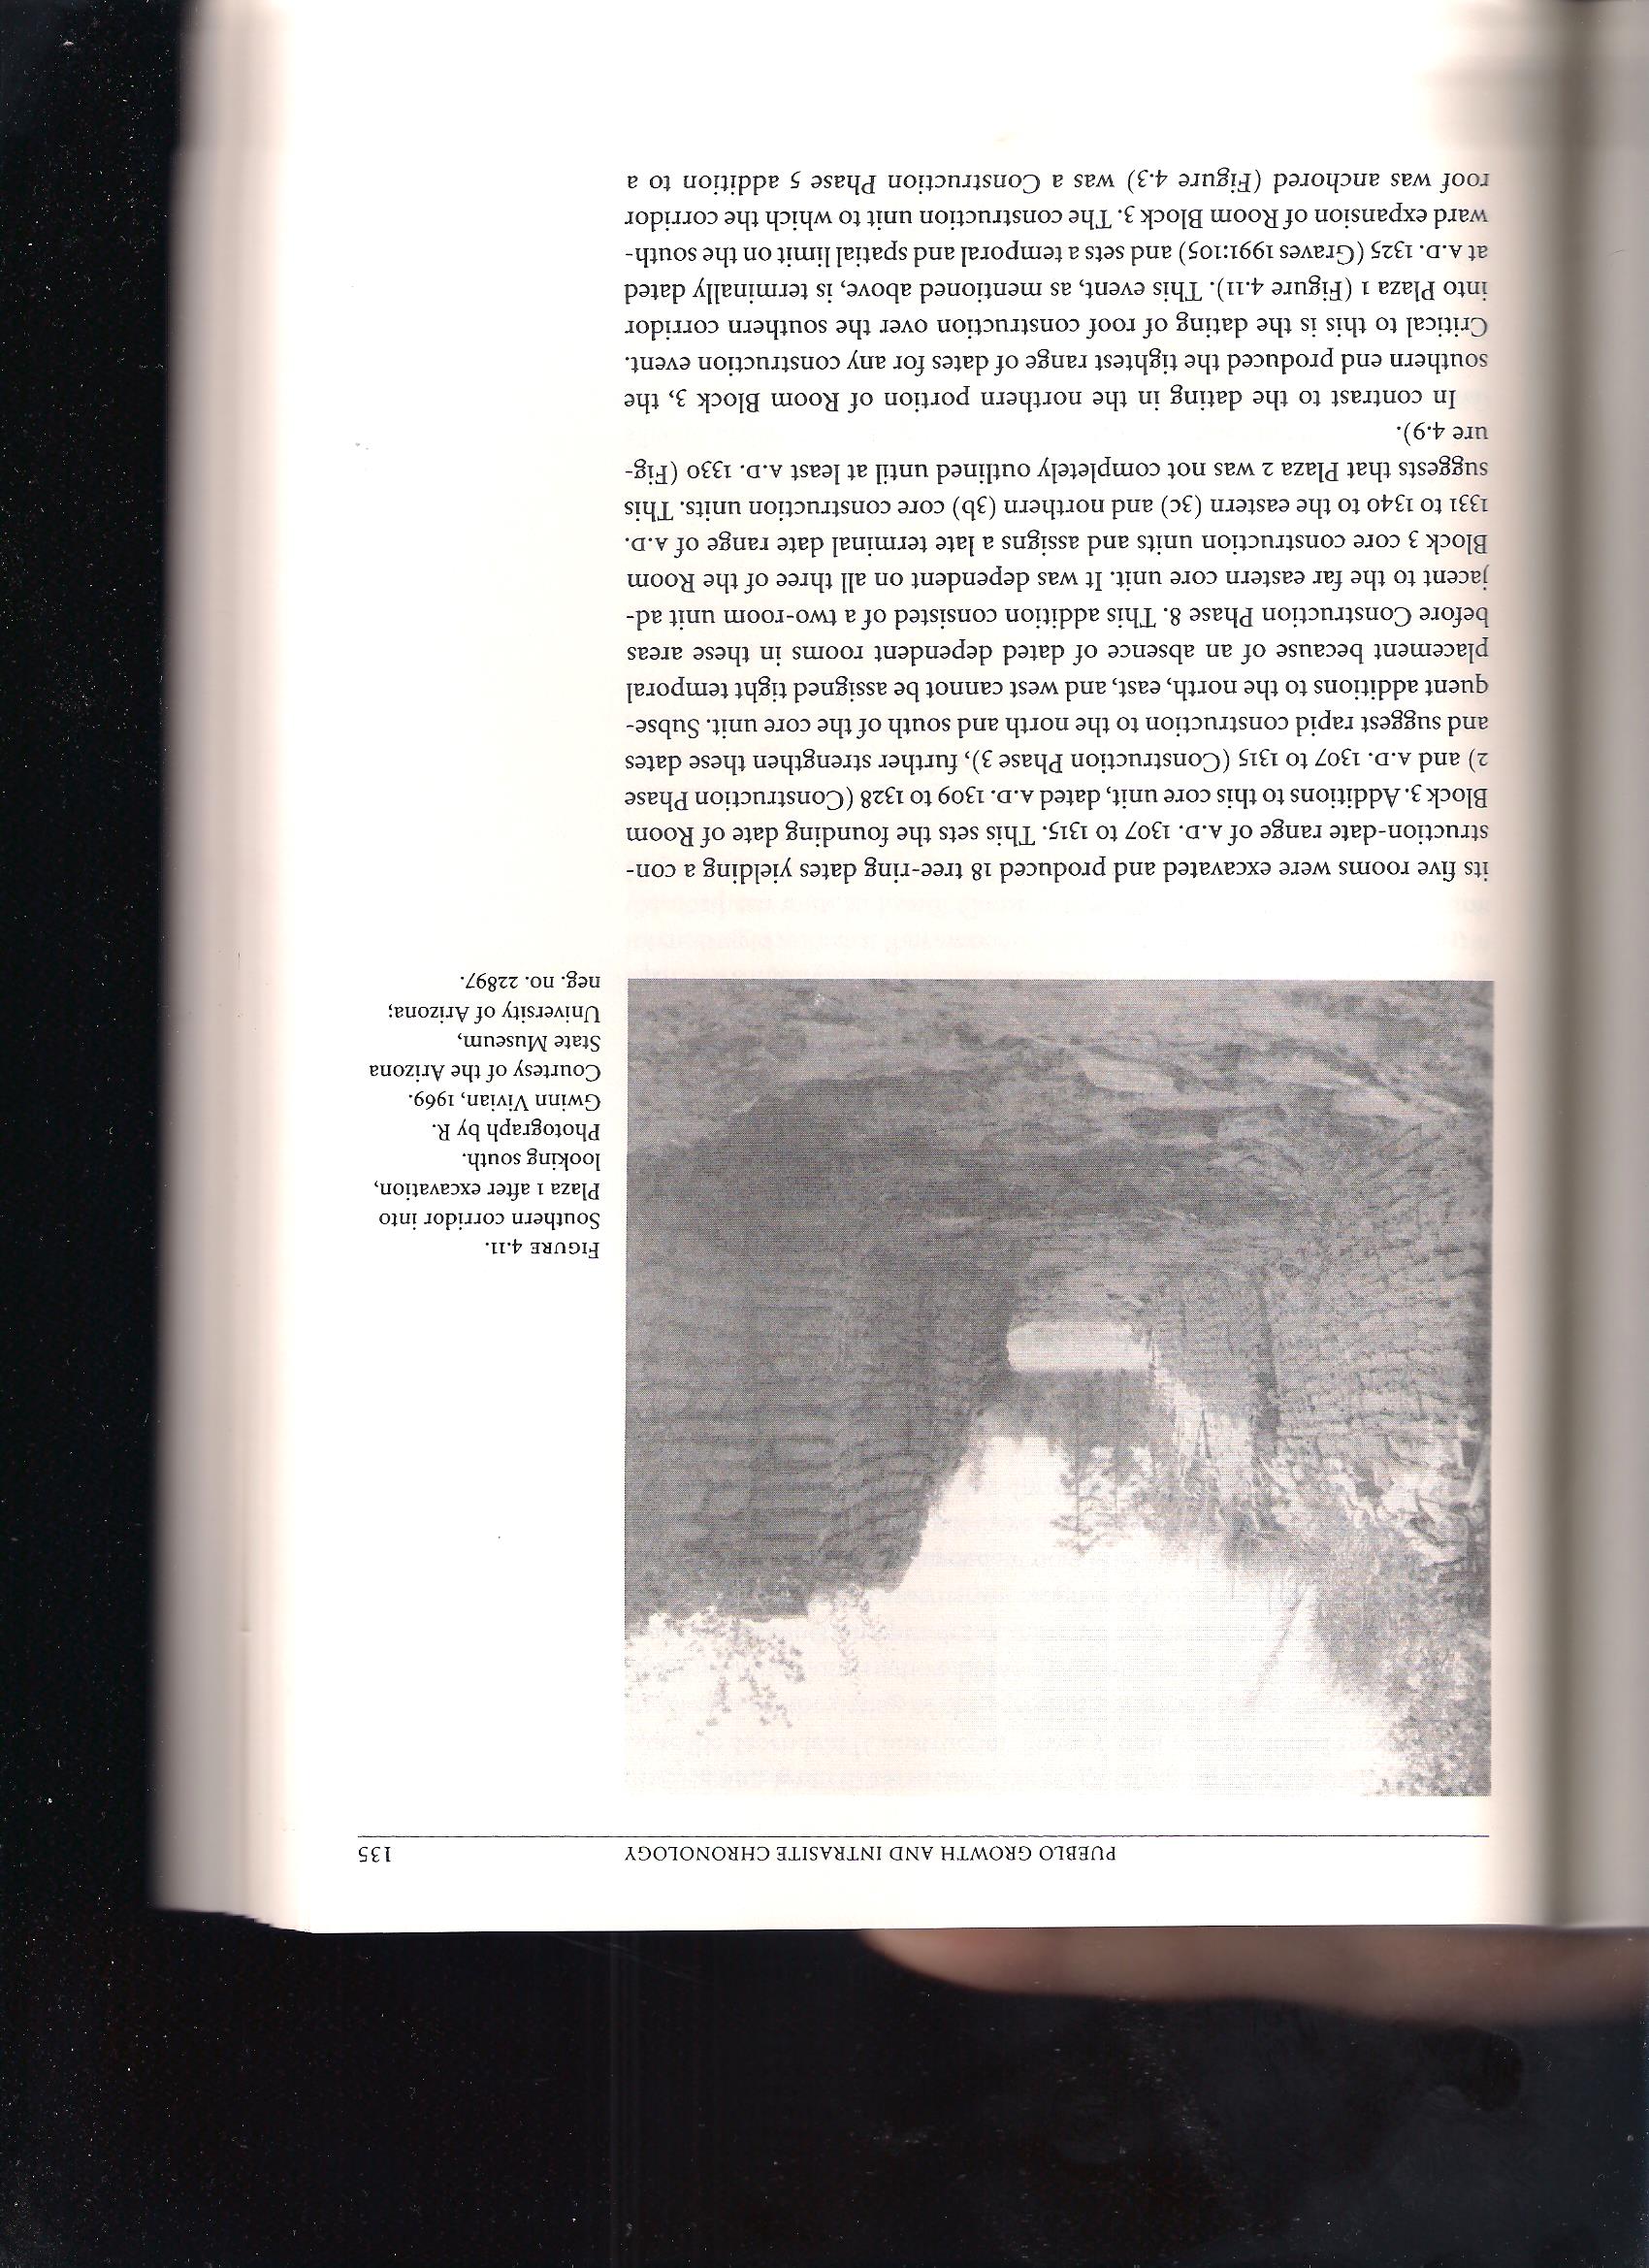 PUEBLO GROWTH AND INTRASITE CHRONOLOGY 135
FIGURE 4.11.
Southern corridor into
Plaza 1 after excavation,
looking south.
Photograph by R.
Gwinn Vivian, 1969.
Courtesy of the Arizona
State Museum,
University of Arizona;
neg. no. 22897.
its five rooms were excavated and produced 18 tree-ring dates yielding a con-
struction-date range of A.D. 1307 to 1315. This sets the founding date of Room
Block 3. Additions to this core unit, dated A.D. 1309 to 1328 (Construction Phase
2) and A.D. 1307 to 1315 (Construction Phase 3), further strengthen these dates
and suggest rapid construction to the north and south of the core unit. Subse-
quent additions to the north, east, and west cannot be assigned tight temporal
placement because of an absence of dated dependent rooms in these areas
before Construction Phase 8. This addition consisted of a two-room unit ad-
jacent to the far eastern core unit. It was dependent on all three of the Room
Block 3 core construction units and assigns a late terminal date range of A.D.
1331 to 1340 to the eastern (3c) and northern (3b) core construction units. This
suggests that Plaza 2 was not completely outlined until at least A.D. 1330 (Fig-
ure 4.9).
In contrast to the dating in the northern portion of Room Block 3, the
southern end produced the tightest range of dates for any construction event.
Critical to this is the dating of roof construction over the southern corridor
into Plaza 1 (Figure 4.11). This event, as mentioned above, is terminally dated
at A.D. 1325 (Graves 1991:105) and sets a temporal and spatial limit on the south-
ward expansion of Room Block 3. The construction unit to which the corridor
roof was anchored (Figure 4.3) was a Construction Phase 5 addition to a